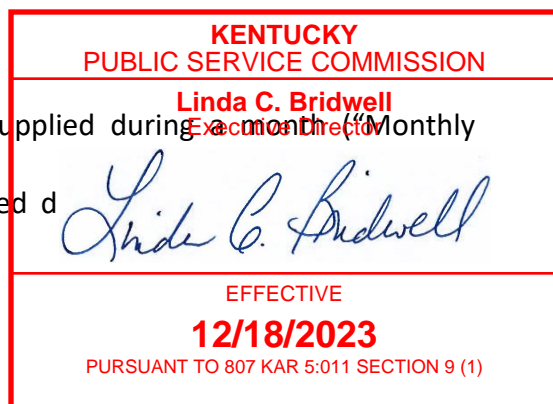 KENTUCKY
PUBLIC SERVICE COMMISSION
Linda C. Bridwell
Executive Director
upplied during a month ("Monthly
ed d
Linda C. Bridwell
EFFECTIVE
12/18/2023
PURSUANT TO 807 KAR 5:011 SECTION 9 (1)